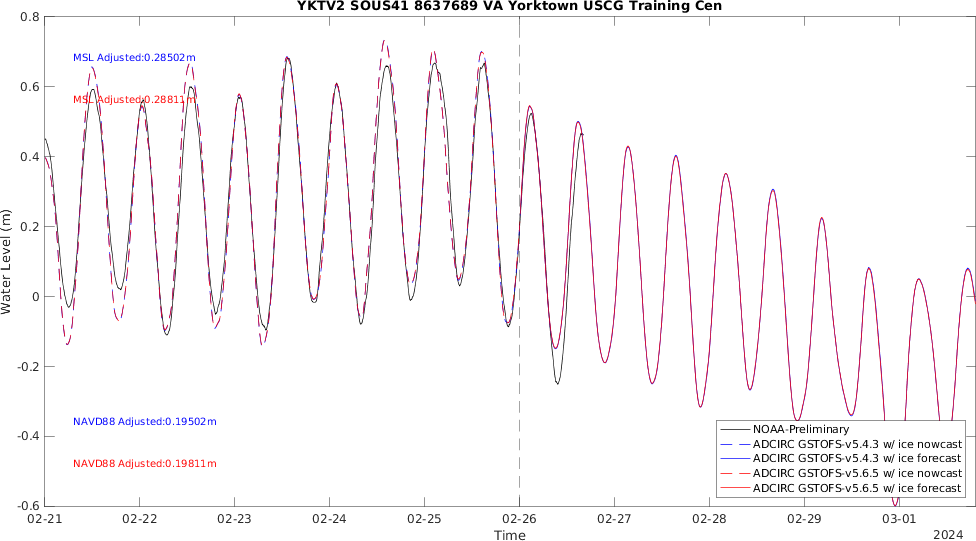 YKTV2 SOUS41 8637689 VA Yorktown USCG Training Cen
0.8
MSL Adjusted:0.28502m
0.6
MSL Adjusted:0.28811m
0.4
0.2
Water Level (m)
0
-0.2
NAVD88 Adjusted:0.19502m
-0.4
NAVD88 Adjusted:0.19811m
-0.6
NOAA-Preliminary
ADCIRC GSTOFS-v5.4.3 w/ ice nowcast
ADCIRC GSTOFS-v5.4.3 w/ ice forecast
ADCIRC GSTOFS-v5.6.5 w/ ice nowcast
ADCIRC GSTOFS-v5.6.5 w/ ice forecast
02-21 02-22 02-23 02-24 02-25 02-26 02-27 02-28 02-29 03-01
Time
2024